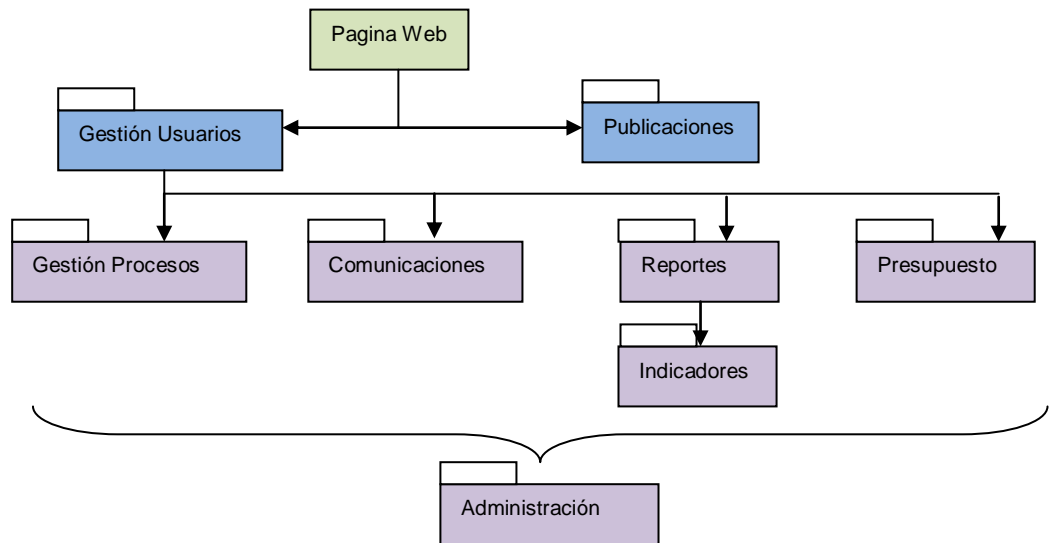 Pagina Web
Gestión Usuarios
Publicaciones
Gestión Procesos
Comunicaciones
Reportes
Presupuesto
Indicadores
Administración